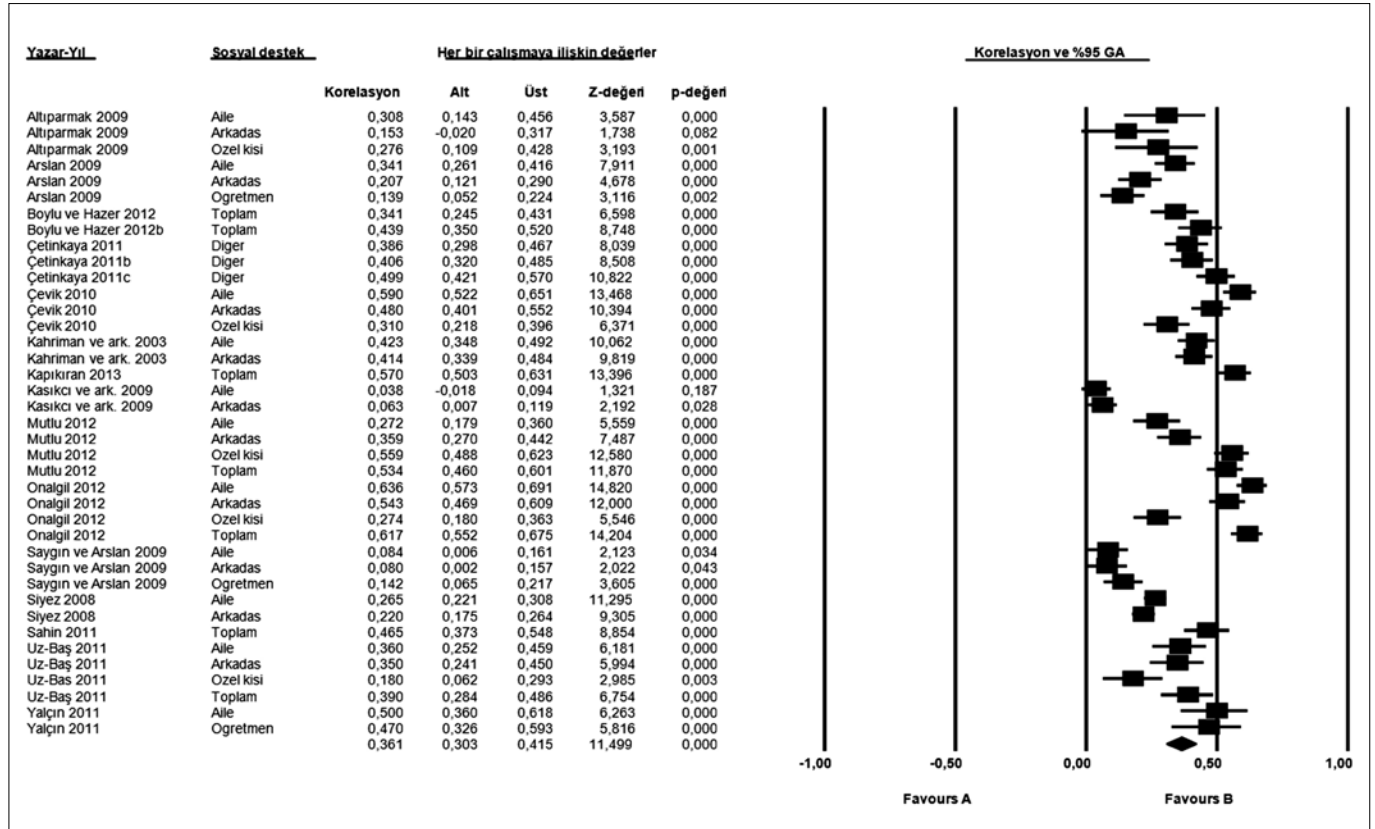 Yazar-Yıl Sosyal destek Her bir calışmaya ilişkin değerler Korelasyon ve %95 GA
Korelasyon Alt Üst Z-değeri p-değeri
Altıparmak 2009 Aile 0,308 0,143 0,456 3,587 0,000
Altıparmak 2009 Arkadas 0,153 -0,020 0,317 1,738 0,082
Altıparmak 2009 Ozel kisi 0,276 0,109 0,428 3,193 0,001
Arslan 2009 Aile 0,341 0,261 0,416 7,911 0,000
Arslan 2009 Arkadas 0,207 0,121 0,290 4,678 0,000
Arslan 2009 Ogretmen 0,139 0,052 0,224 3,116 0,002
Boylu ve Hazer 2012 Toplam 0,341 0,245 0,431 6,598 0,000
Boylu ve Hazer 2012b Toplam 0,439 0,350 0,520 8,748 0,000
Çetinkaya 2011 Diger 0,386 0,298 0,467 8,039 0,000
Çetinkaya 2011b Diger 0,406 0,320 0,485 8,508 0,000
Çetinkaya 2011c Diger 0,499 0,421 0,570 10,822 0,000
Çevik 2010 Aile 0,590 0,522 0,651 13,468 0,000
Çevik 2010 Arkadas 0,480 0,401 0,552 10,394 0,000
Çevik 2010 Ozel kisi 0,310 0,218 0,396 6,371 0,000
Kahriman ve ark. 2003 Aile 0,423 0,348 0,492 10,062 0,000
Kahriman ve ark. 2003 Arkadas 0,414 0,339 0,484 9,819 0,000
Kapıkıran 2013 Toplam 0,570 0,503 0,631 13,396 0,000
Kasıkcı ve ark. 2009 Aile 0,038 -0,018 0,094 1,321 0,187
Kasıkcı ve ark. 2009 Arkadas 0,063 0,007 0,119 2,192 0,028
Mutlu 2012 Aile 0,272 0,179 0,360 5,559 0,000
Mutlu 2012 Arkadas 0,359 0,270 0,442 7,487 0,000
Mutlu 2012 Ozel kisi 0,559 0,488 0,623 12,580 0,000
Mutlu 2012 Toplam 0,534 0,460 0,601 11,870 0,000
Onalgil 2012 Aile 0,636 0,573 0,691 14,820 0,000
Onalgil 2012 Arkadas 0,543 0,469 0,609 12,000 0,000
Onalgil 2012 Ozel kisi 0,274 0,180 0,363 5,546 0,000
Onalgil 2012 Toplam 0,617 0,552 0,675 14,204 0,000
Saygın ve Arslan 2009 Aile 0,084 0,006 0,161 2,123 0,034
Saygın ve Arslan 2009 Arkadas 0,080 0,002 0,157 2,022 0,043
Saygın ve Arslan 2009 Ogretmen 0,142 0,065 0,217 3,605 0,000
Siyez 2008 Aile 0,265 0,221 0,308 11,295 0,000
Siyez 2008 Arkadas 0,220 0,175 0,264 9,305 0,000
Sahin 2011 Toplam 0,465 0,373 0,548 8,854 0,000
Uz-Baş 2011 Aile 0,360 0,252 0,459 6,181 0,000
Uz-Baş 2011 Arkadas 0,350 0,241 0,450 5,994 0,000
Uz-Bas 2011 Ozel kisi 0,180 0,062 0,293 2,985 0,003
Uz-Baş 2011 Toplam 0,390 0,284 0,486 6,754 0,000
Yalçın 2011 Aile 0,500 0,360 0,618 6,263 0,000
Yalçın 2011 Ogretmen 0,470 0,326 0,593 5,816 0,000
0,361 0,303 0,415 11,499 0,000
-1,00 -0,50 0,00 0,50 1,00
Favours A Favours B